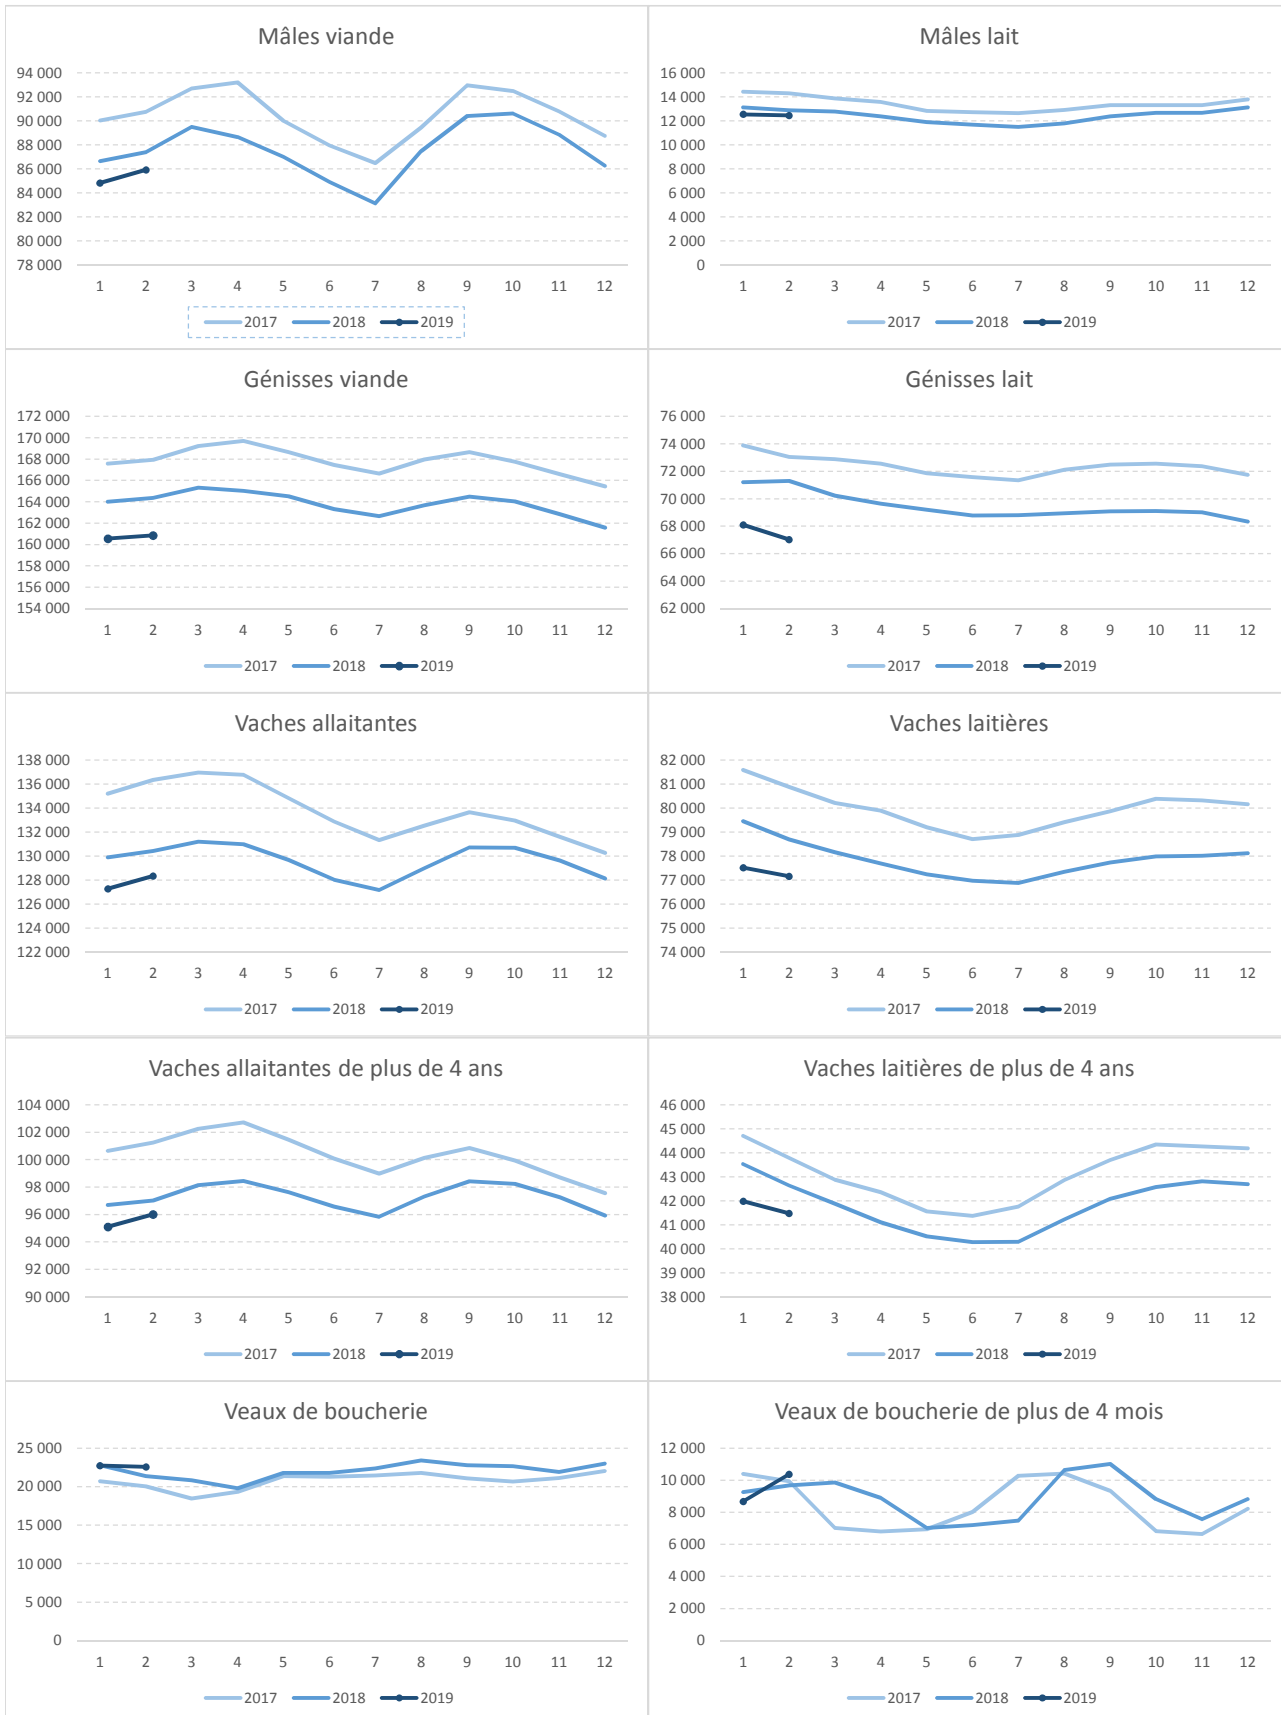 Mâles viande
94 000
92 000
90 000
88 000
86 000
84 000
82 000
80 000
78 000
1 2 3 4 5 6 7 8 9 10 11 12
2017 2018 2019
Mâles lait
16 000
14 000
12 000
10 000
8 000
6 000
4 000
2 000
0
1 2 3 4 5 6 7 8 9 10 11 12
2017 2018 2019
Génisses viande
172 000
170 000
168 000
166 000
164 000
162 000
160 000
158 000
156 000
154 000
1 2 3 4 5 6 7 8 9 10 11 12
2017 2018 2019
Génisses lait
76 000
74 000
72 000
70 000
68 000
66 000
64 000
62 000
1 2 3 4 5 6 7 8 9 10 11 12
2017 2018 2019
Vaches allaitantes
138 000
136 000
134 000
132 000
130 000
128 000
126 000
124 000
122 000
1 2 3 4 5 6 7 8 9 10 11 12
2017 2018 2019
Vaches laitières
82 000
81 000
80 000
79 000
78 000
77 000
76 000
75 000
74 000
1 2 3 4 5 6 7 8 9 10 11 12
2017 2018 2019
Vaches allaitantes de plus de 4 ans
104 000
102 000
100 000
98 000
96 000
94 000
92 000
90 000
1 2 3 4 5 6 7 8 9 10 11 12
2017 2018 2019
Vaches laitières de plus de 4 ans
46 000
45 000
44 000
43 000
42 000
41 000
40 000
39 000
38 000
1 2 3 4 5 6 7 8 9 10 11 12
2017 2018 2019
Veaux de boucherie
25 000
20 000
15 000
10 000
5 000
0
1 2 3 4 5 6 7 8 9 10 11 12
2017 2018 2019
Veaux de boucherie de plus de 4 mois
12 000
10 000
8 000
6 000
4 000
2 000
0
1 2 3 4 5 6 7 8 9 10 11 12
2017 2018 2019